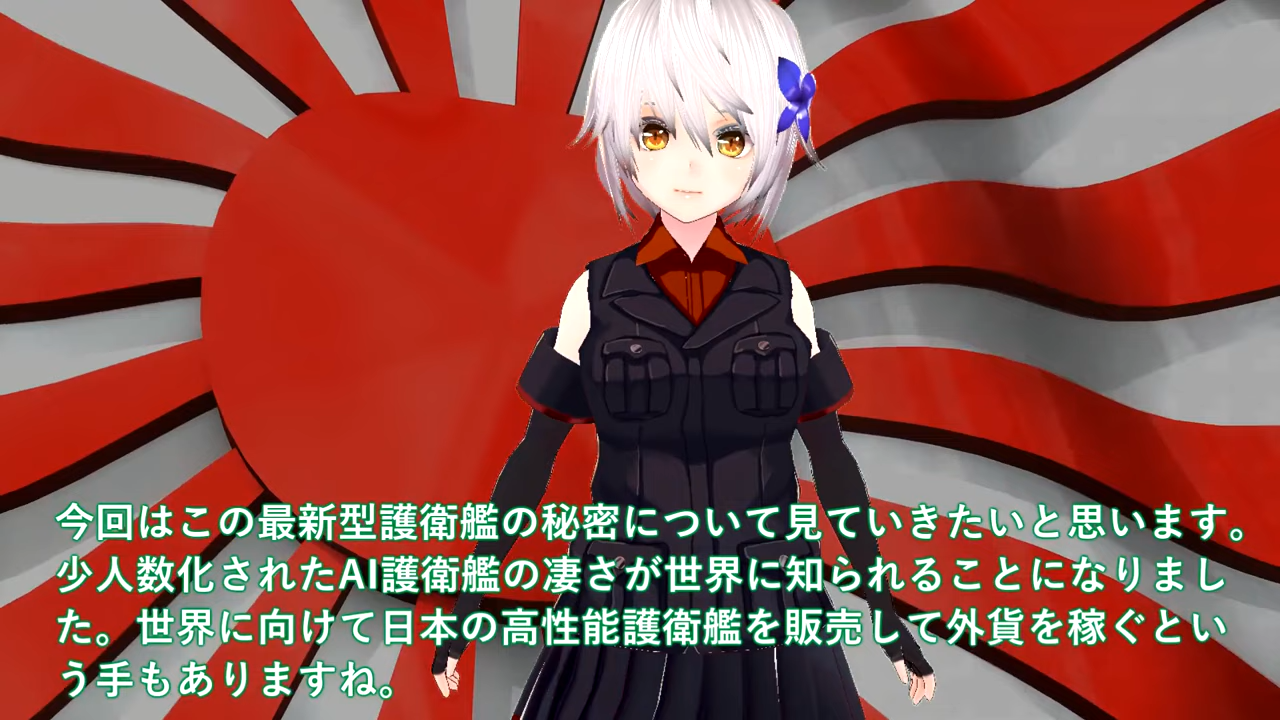 今回はこの最新型護衛艦の秘密について見ていきたいと思います。
少人数化されたAI護衛艦の凄さが世界に知られることになりまし
た。世界に向けて日本の高性能護衛艦を販売して外貨を稼ぐとい
う手もありますね。